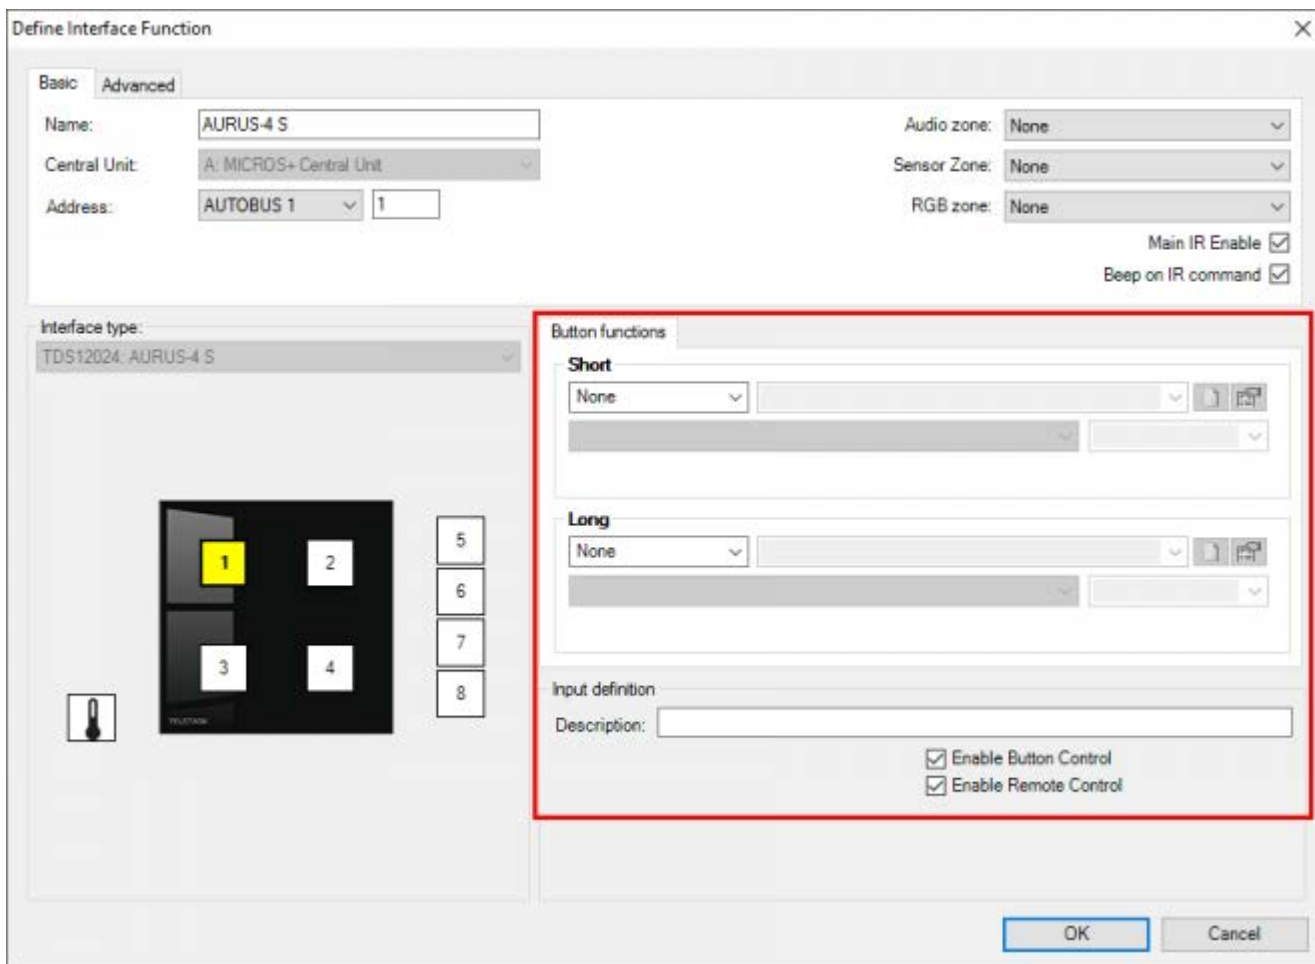 Define Interface Function
Basic Advanced
Name: AURUS-4 S
Audio zone: None
Central Unit: A: MICROS+ Central Unit
Sensor Zone: None
Address: AUTOBUS 1 1
RGB zone: None
Main IR Enable
Beep on IR command
Interface type:
TDS12024: AURUS-4 S
Button functions
Short
None
Long
None
1 2
3 4
5
6
7
8
Input definition
Description:
Enable Button Control
Enable Remote Control
OK Cancel